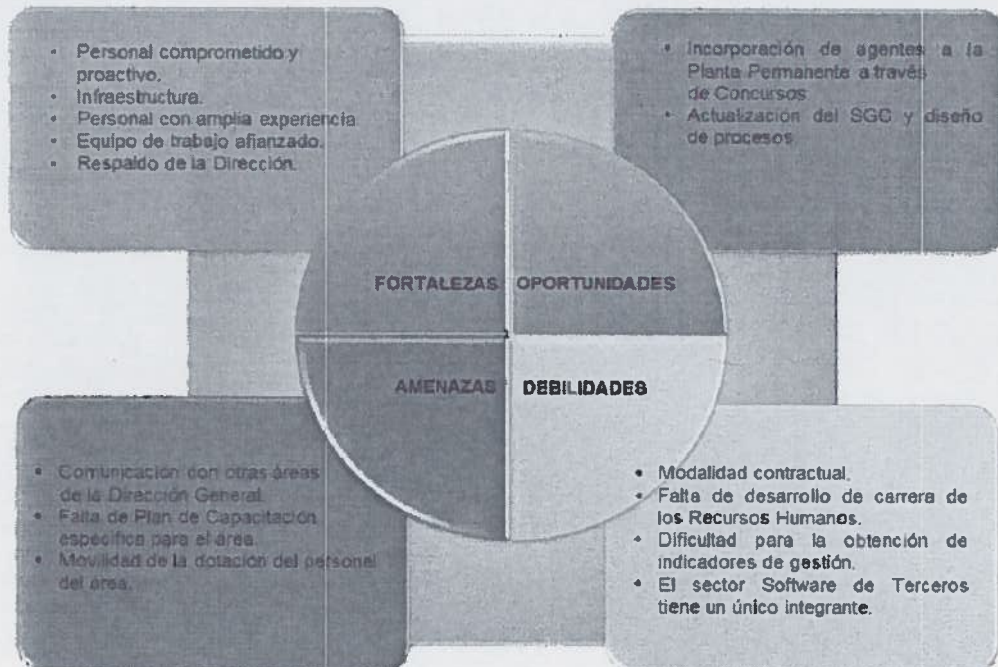 • Personal comprometido y
proactivo.
• Infraestructura.
• Personal con amplia experiencia
• Equipo de trabajo afianzado.
• Respaldo de la Dirección.
• Incorporación de agentes a la
Planta Permanente a través
de Concursos
• Actualización del SGC y diseño
de procesos
FORTALEZAS OPORTUNIDADES
AMENAZAS DEBILIDADES
• Comunicación con otras áreas
de la Dirección General
• Falta de Plan de Capacitación
específica para el área.
• Movilidad de la dotación del personal
del área.
• Modalidad contractual.
• Falta de desarrollo de carrera de
los Recursos Humanos.
• Dificultad para la obtención de
indicadores de gestión.
• El sector Software de Terceros
tiene un único integrante.